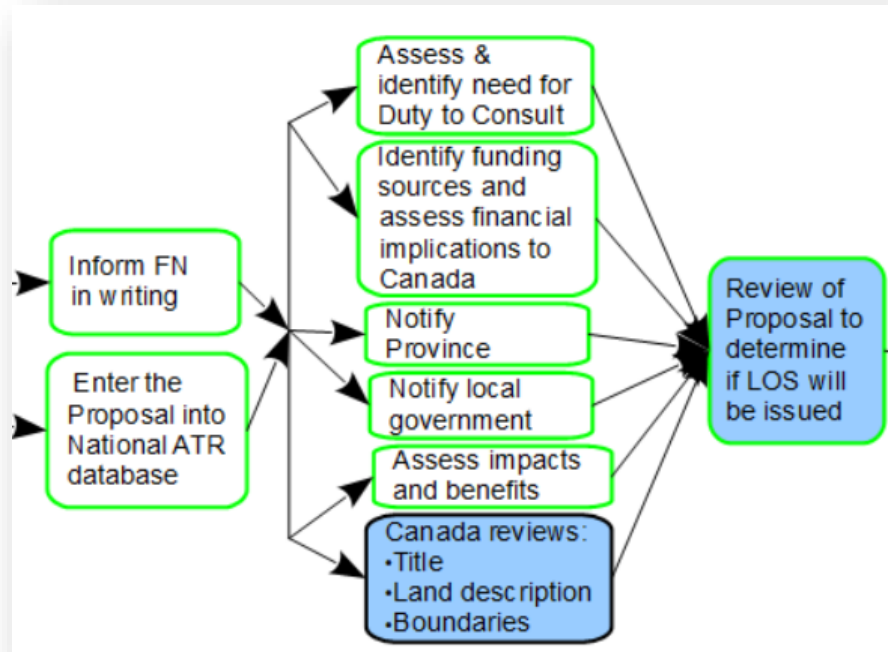 Assess &
identify need for
Duty to Consult
Identify funding
sources and
assess financial
implications to
Canada
Inform FN
in writing
Notify
Province
Review of
Proposal to
determine
if LOS will
be issued
Enter the
Proposal into
National ATR
database
Notify local
government
Assess impacts
and benefits
Canada reviews:
•Title
•Land description
•Boundaries